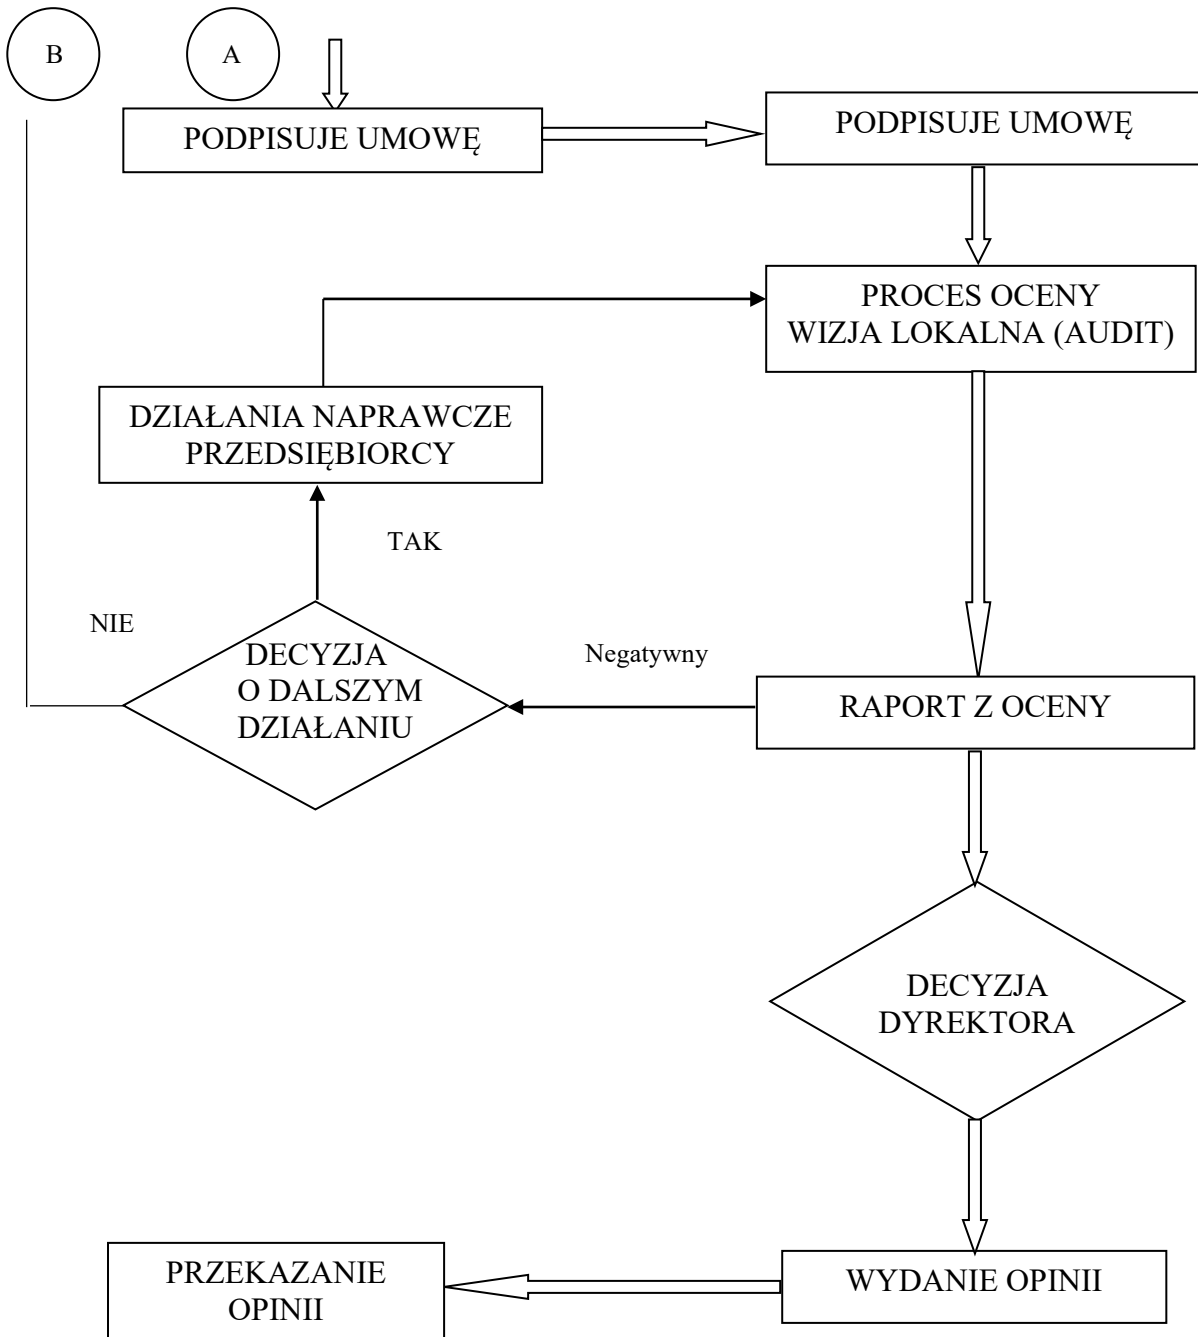 B
A
PODPISUJE UMOWĘ
PODPISUJE UMOWĘ
PROCES OCENY
WIZJA LOKALNA (AUDIT)
DZIAŁANIA NAPRAWCZE
PRZEDSIĘBIORCY
TAK
NIE
DECYZJA
O DALSZYM
DZIAŁANIU
Negatywny
RAPORT Z OCENY
DECYZJA
DYREKTORA
PRZEKAZANIE
OPINII
WYDANIE OPINII